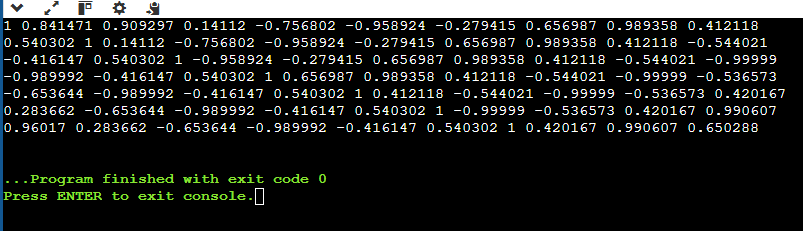 1 0.841471 0.909297 0.14112 -0.756802 -0.958924 -0.279415 0.656987 0.989358 0.412118
0.540302 1 0.14112 -0.756802 -0.958924 -0.279415 0.656987 0.989358 0.412118 -0.544021
-0.416147 0.540302 1 -0.958924 -0.279415 0.656987 0.989358 0.412118 -0.544021 -0.99999
-0.989992 -0.416147 0.540302 1 0.656987 0.989358 0.412118 -0.544021 -0.99999 -0.536573
-0.653644 -0.989992 -0.416147 0.540302 1 0.412118 -0.544021 -0.99999 -0.536573 0.420167
0.283662 -0.653644 -0.989992 -0.416147 0.540302 1 -0.99999 -0.536573 0.420167 0.990607
0.96017 0.283662 -0.653644 -0.989992 -0.416147 0.540302 1 0.420167 0.990607 0.650288
...Program finished with exit code 0
Press ENTER to exit console.